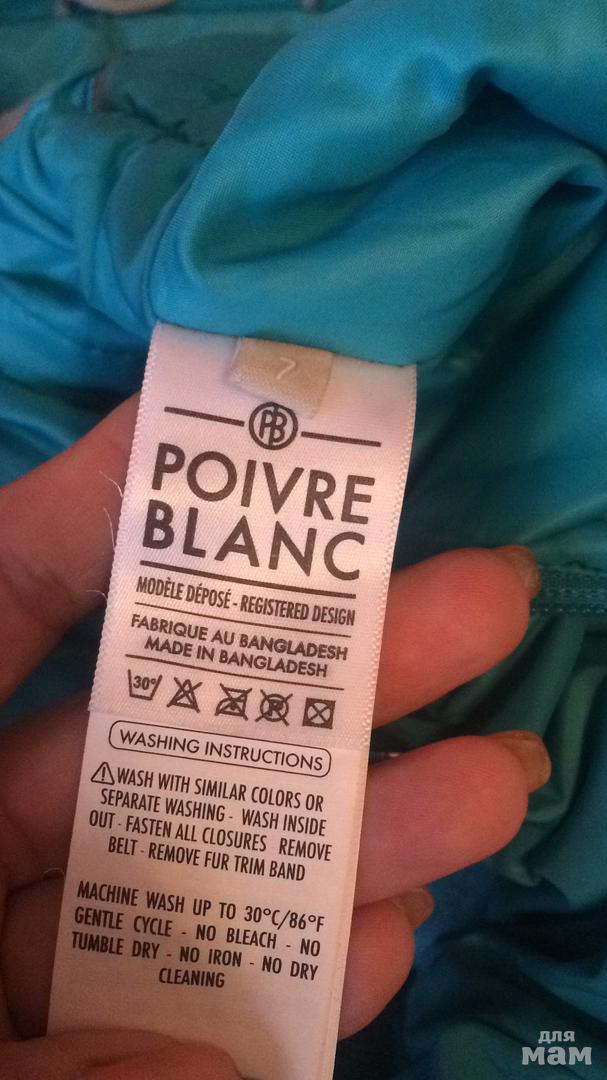 7
PB
POIVRE
BLANC
MODÈLE DÉPOSÉ - REGISTERED DESIGN
FABRIQUE AU BANGLADESH
MADE IN BANGLADESH
30°
WASHING INSTRUCTIONS
WASH WITH SIMILAR COLORS OR
SEPARATE WASHING - WASH INSIDE
OUT - FASTEN ALL CLOSURES REMOVE
BELT - REMOVE FUR TRIM BAND
MACHINE WASH UP TO 30°C/86°F
GENTLE CYCLE - NO BLEACH - NO
TUMBLE DRY - NO IRON - NO DRY
CLEANING
для
мам